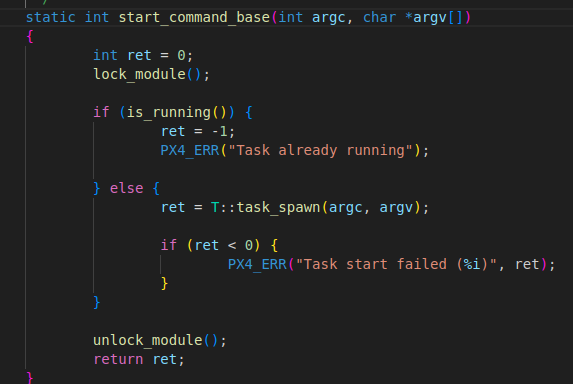 static int start_command_base(int argc, char *argv[])
{
        int ret = 0;
        lock_module();

        if (is_running()) {
                ret = -1;
                PX4_ERR("Task already running");

        } else {
                ret = T::task_spawn(argc, argv);

                if (ret < 0) {
                        PX4_ERR("Task start failed (%i)", ret);
                }
        }

        unlock_module();
        return ret;
}